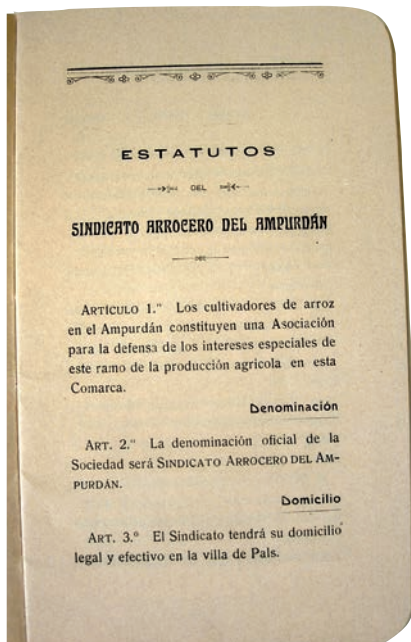 ESTATUTOS
DEL
SINDICATO ARROCERO DEL AMPURDÁN
ARTÍCULO 1.º Los cultivadores de arroz
en el Ampurdán constituyen una Asociación
para la defensa de los intereses especiales de
este ramo de la producción agricola en esta
Comarca.
Denominación
ART. 2.º La denominación oficial de la
Sociedad será SINDICATO ARROCERO DEL AM-
PURDÁN.
Domicilio
ART. 3.º El Sindicato tendrá su domicilio
legal y efectivo en la villa de Pals.